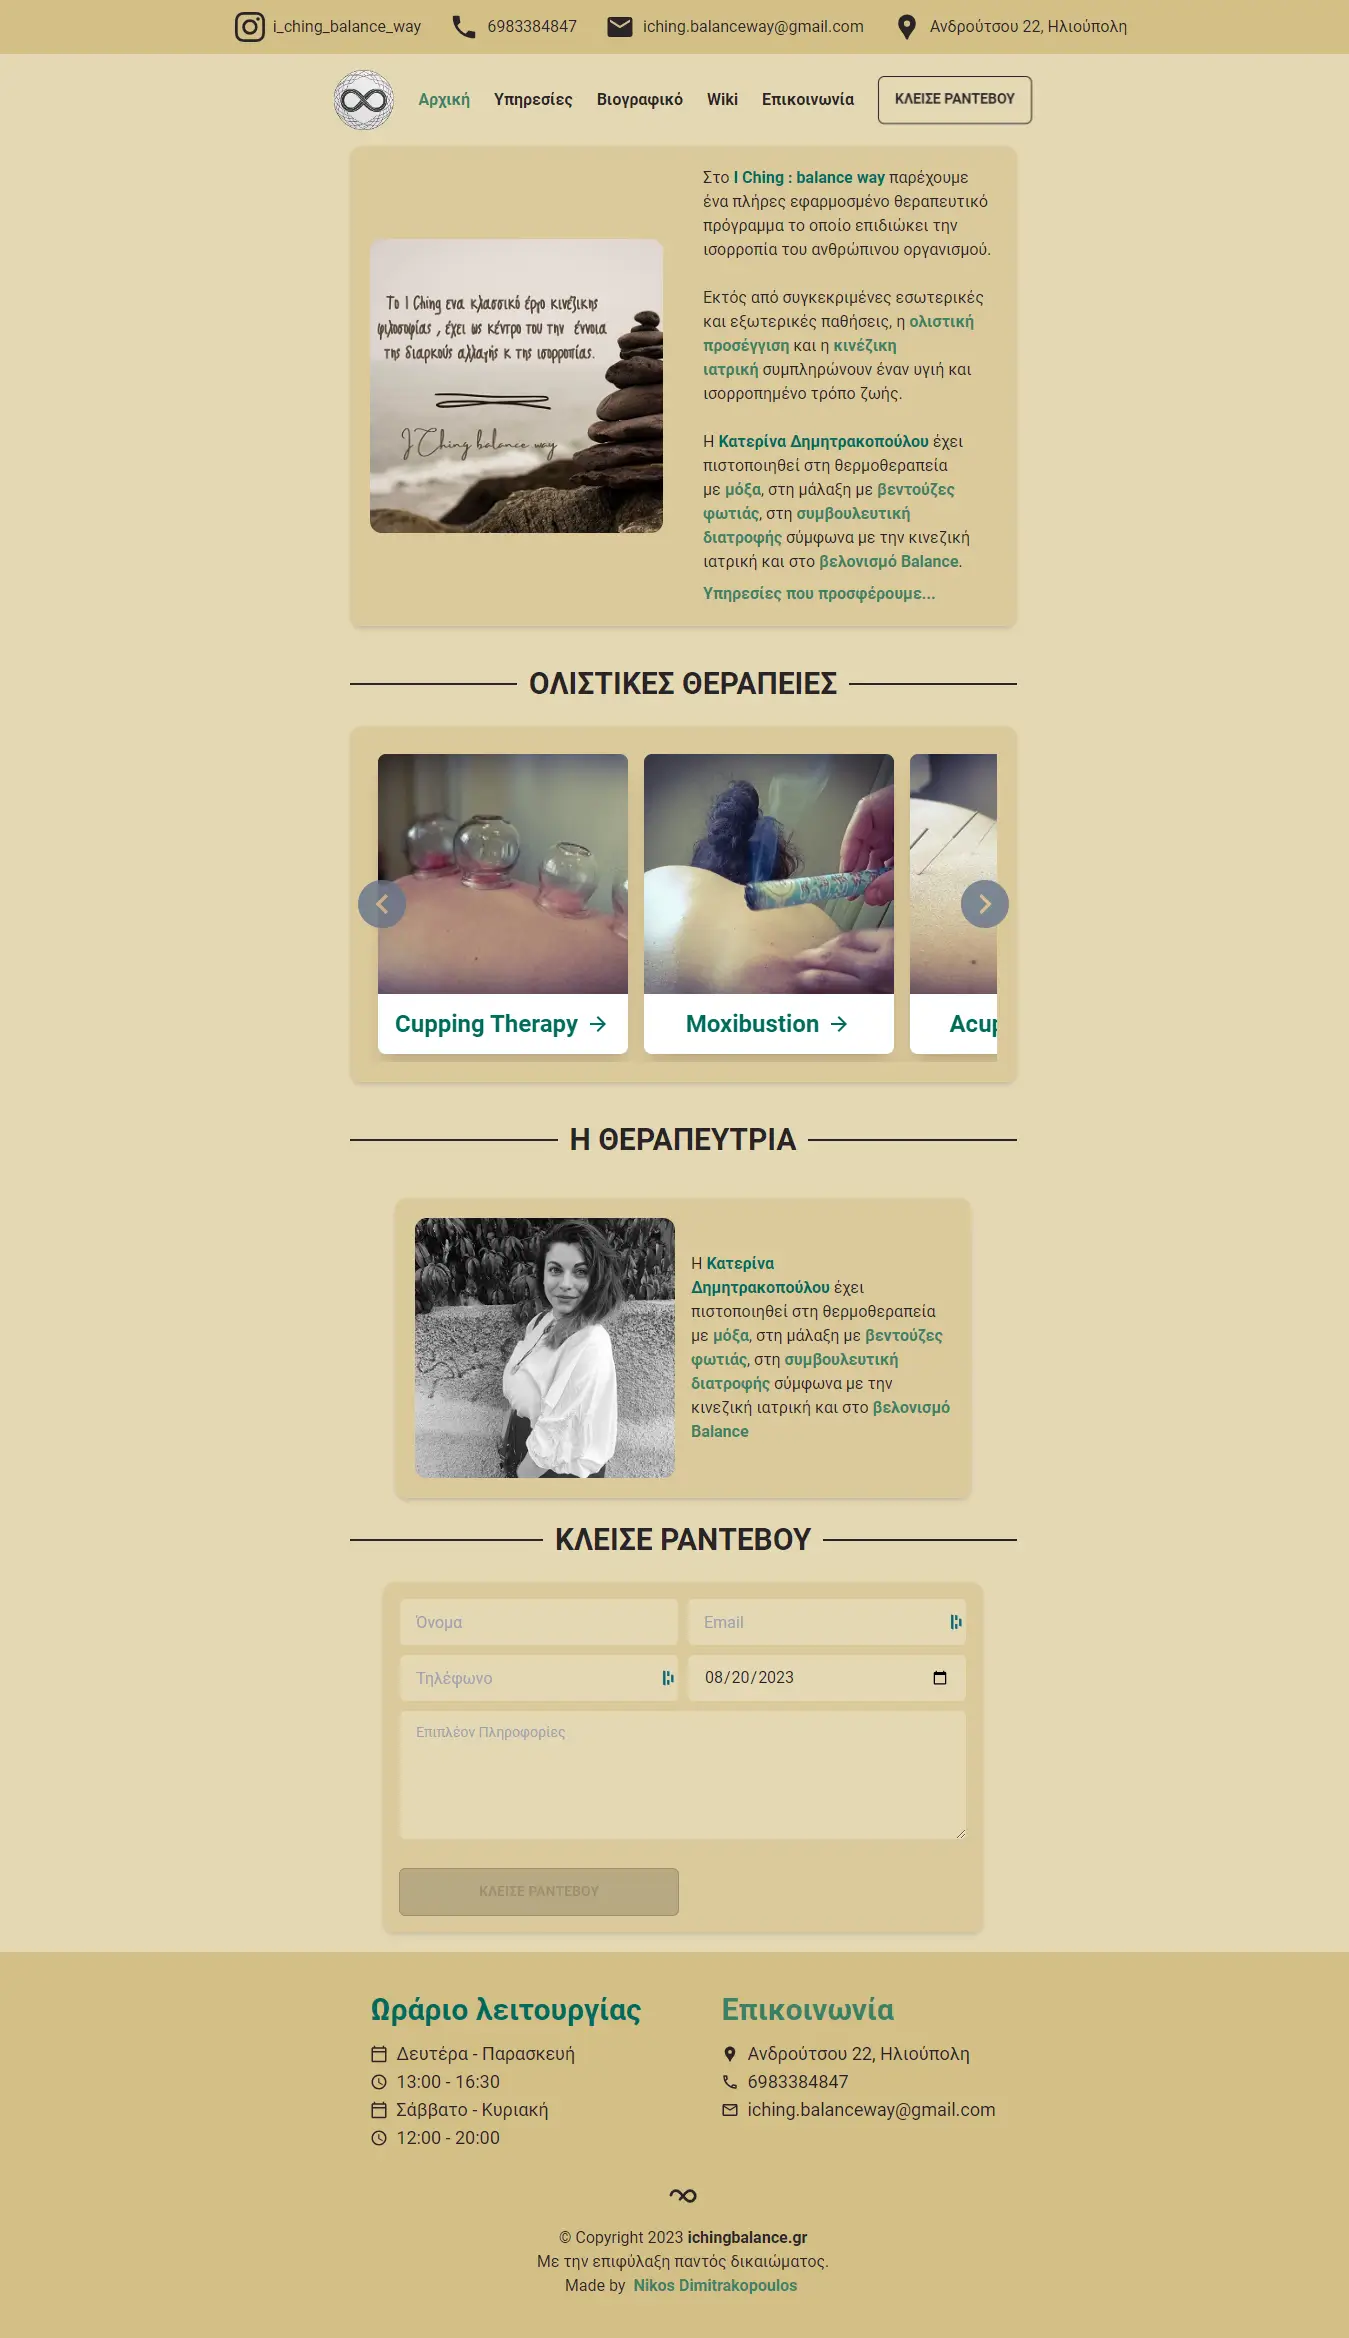 i_ching_balance_way 6983384847 iching.balanceway@gmail.com Ανδρούτσου 22, Ηλιούπολη
Αρχική Υπηρεσίες Βιογραφικό Wiki Επικοινωνία ΚΛΕΙΣΕ ΡΑΝΤΕΒΟΥ
Το I Ching ενα κλασσικό έργο κινέζικης
φιλοσοφίας , έχει ως κέντρο του την έννοια
της διαρκούς αλλαγής κ της ισορροπίας.
I Ching balance way
Στο I Ching : balance way παρέχουμε
ένα πλήρες εφαρμοσμένο θεραπευτικό
πρόγραμμα το οποίο επιδιώκει την
ισορροπία του ανθρώπινου οργανισμού.
Εκτός από συγκεκριμένες εσωτερικές
και εξωτερικές παθήσεις, η ολιστική
προσέγγιση και η κινέζικη
ιατρική συμπληρώνουν έναν υγιή και
ισορροπημένο τρόπο ζωής.
Η Κατερίνα Δημητρακοπούλου έχει
πιστοποιηθεί στη θερμοθεραπεία
με μόξα, στη μάλαξη με βεντούζες
φωτιάς, στη συμβουλευτική
διατροφής σύμφωνα με την κινεζική
ιατρική και στο βελονισμό Balance.
Υπηρεσίες που προσφέρουμε...
ΟΛΙΣΤΙΚΕΣ ΘΕΡΑΠΕΙΕΣ
Cupping Therapy → Moxibustion → Acup
Η ΘΕΡΑΠΕΥΤΡΙΑ
Η Κατερίνα
Δημητρακοπούλου έχει
πιστοποιηθεί στη θερμοθεραπεία
με μόξα, στη μάλαξη με βεντούζες
φωτιάς, στη συμβουλευτική
διατροφής σύμφωνα με την
κινεζική ιατρική και στο βελονισμό
Balance
ΚΛΕΙΣΕ ΡΑΝΤΕΒΟΥ
Όνομα Email
Τηλέφωνο 08/20/2023
Επιπλέον Πληροφορίες
ΚΛΕΙΣΕ ΡΑΝΤΕΒΟΥ
Ωράριο λειτουργίας
Δευτέρα - Παρασκευή
13:00 - 16:30
Σάββατο - Κυριακή
12:00 - 20:00
Επικοινωνία
Ανδρούτσου 22, Ηλιούπολη
6983384847
iching.balanceway@gmail.com
© Copyright 2023 ichingbalance.gr
Με την επιφύλαξη παντός δικαιώματος.
Made by Nikos Dimitrakopoulos